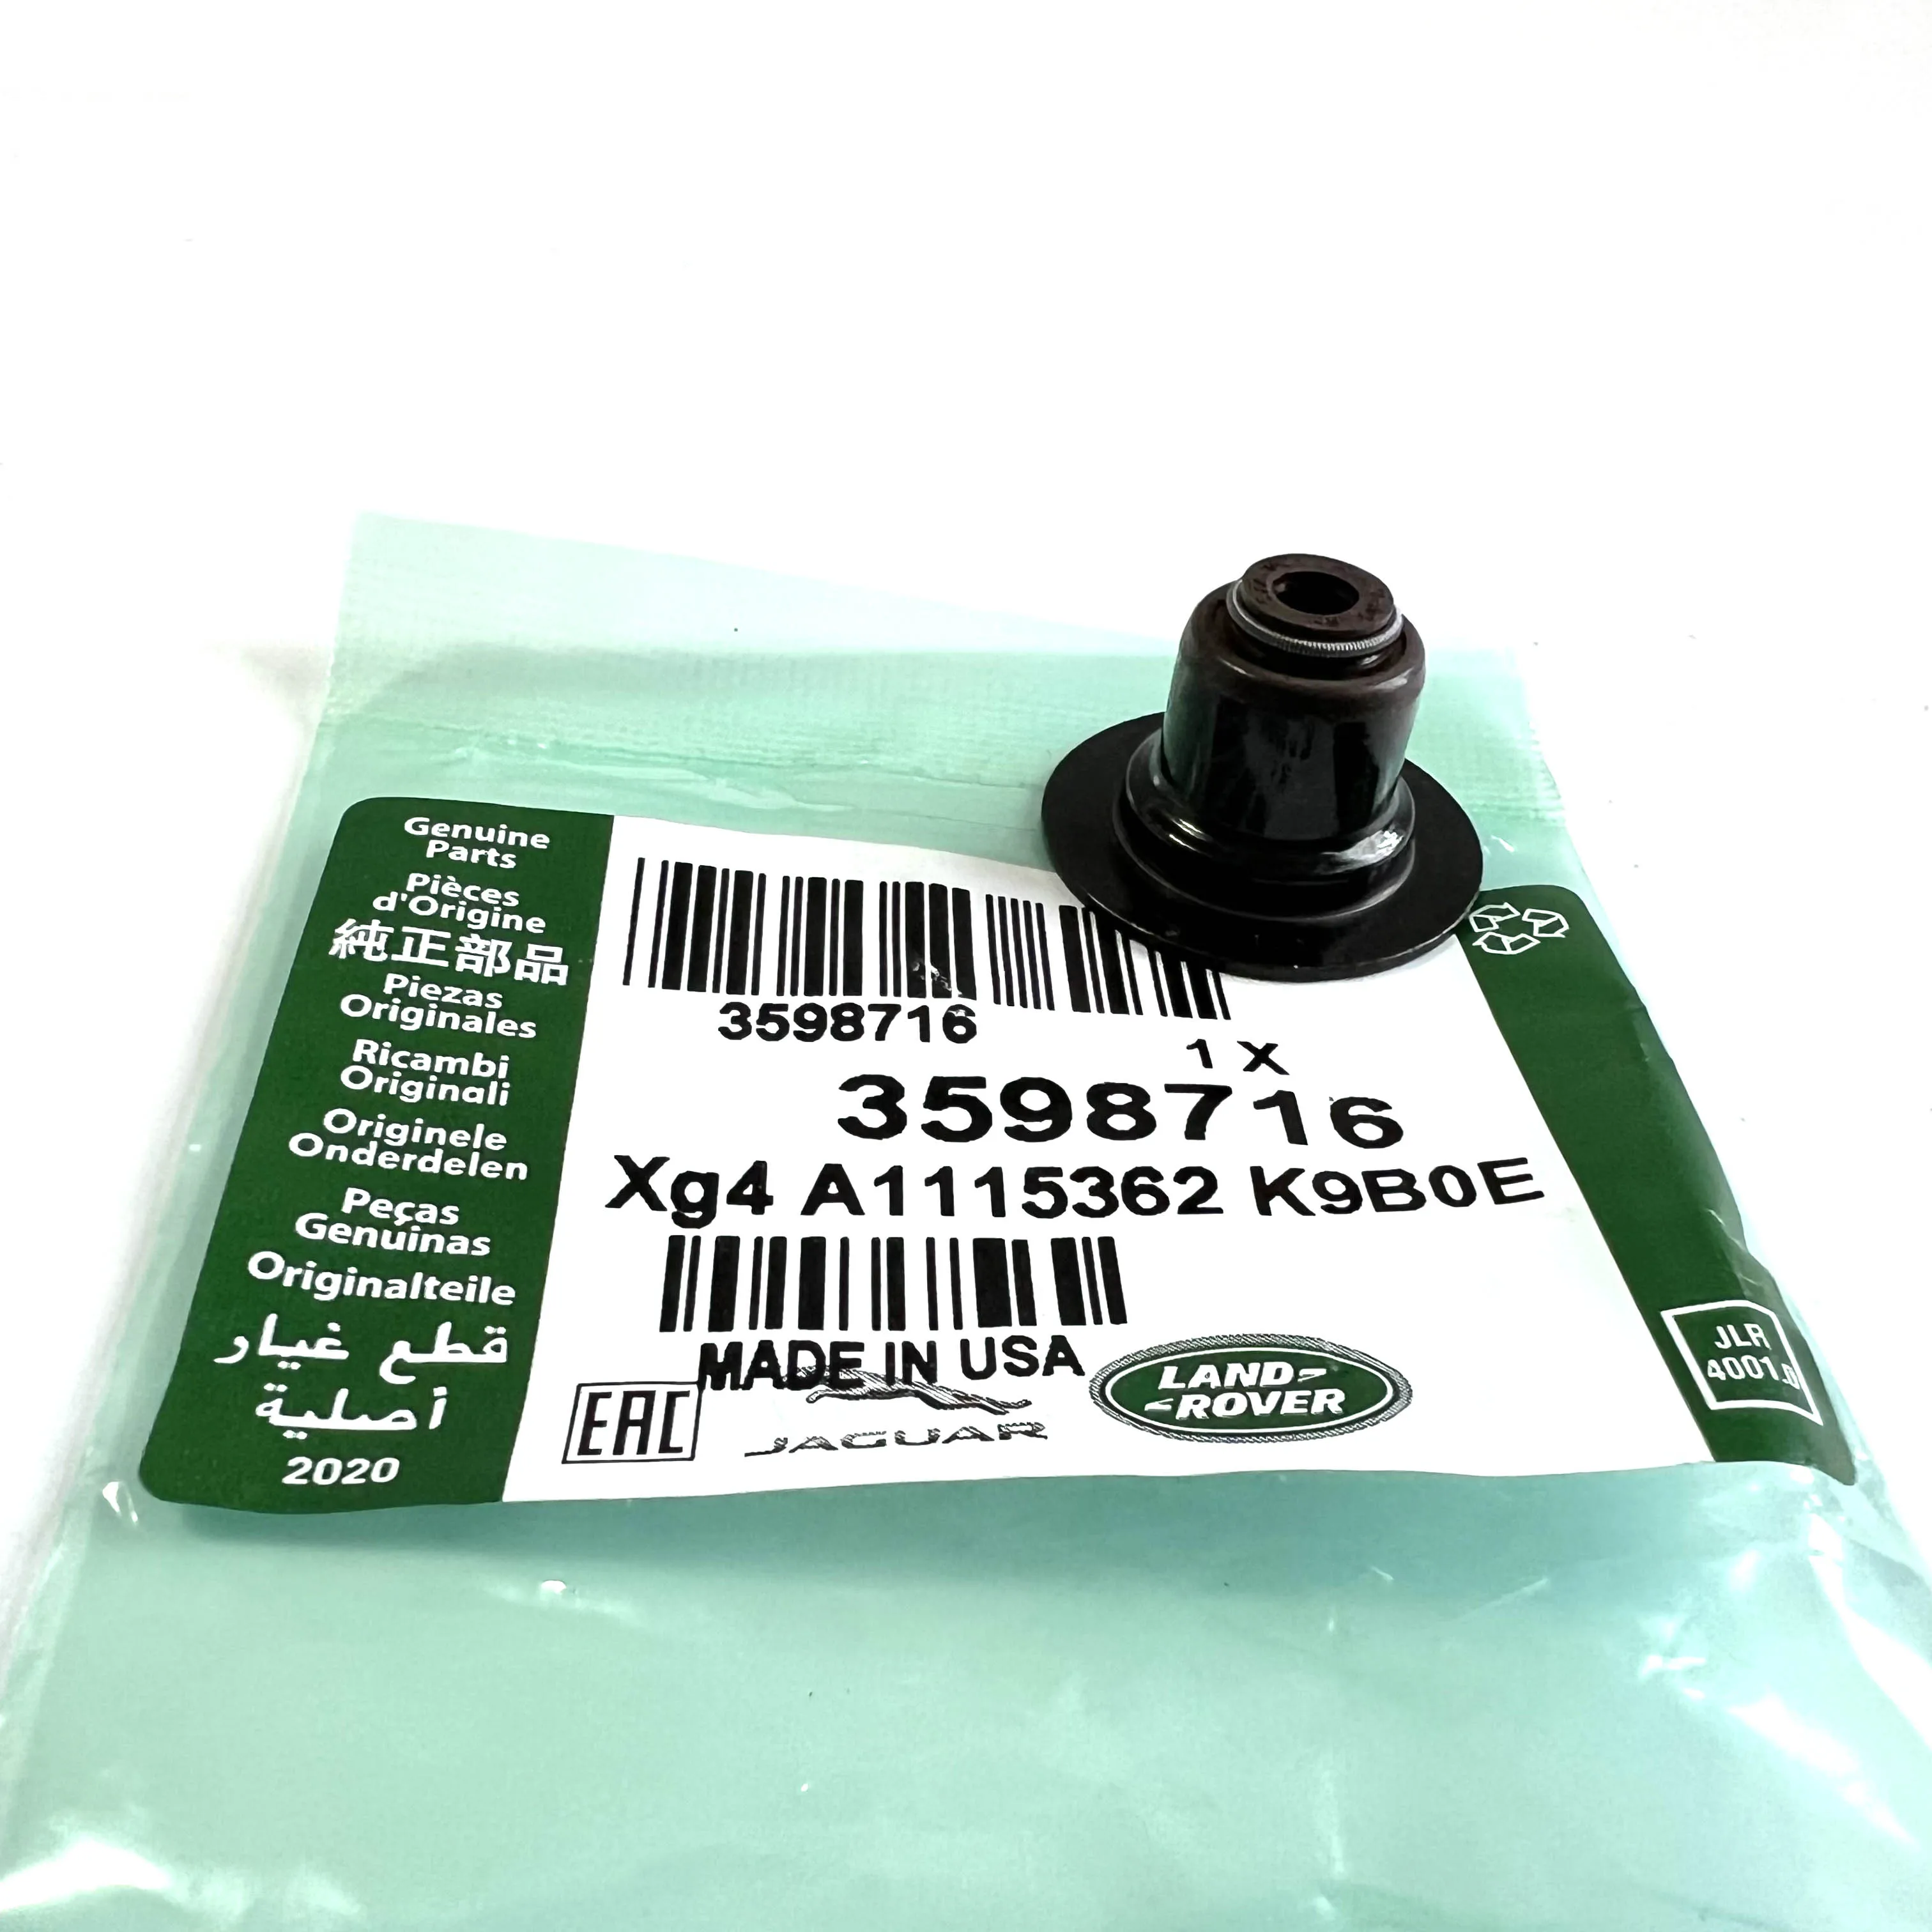 Genuine
Parts
Pièces
d'Origine
純正部品
Piezas
Originales
Ricambi
Originali
Originele
Onderdelen
Peças
Genuinas
Originalteile
قطع غيار
أصلية
2020
3598716
1 X
3598716
Xg4 A1115362 K9B0E
MADE IN USA
EAC
JAGUAR
LAND
ROVER
JLR
4001.0